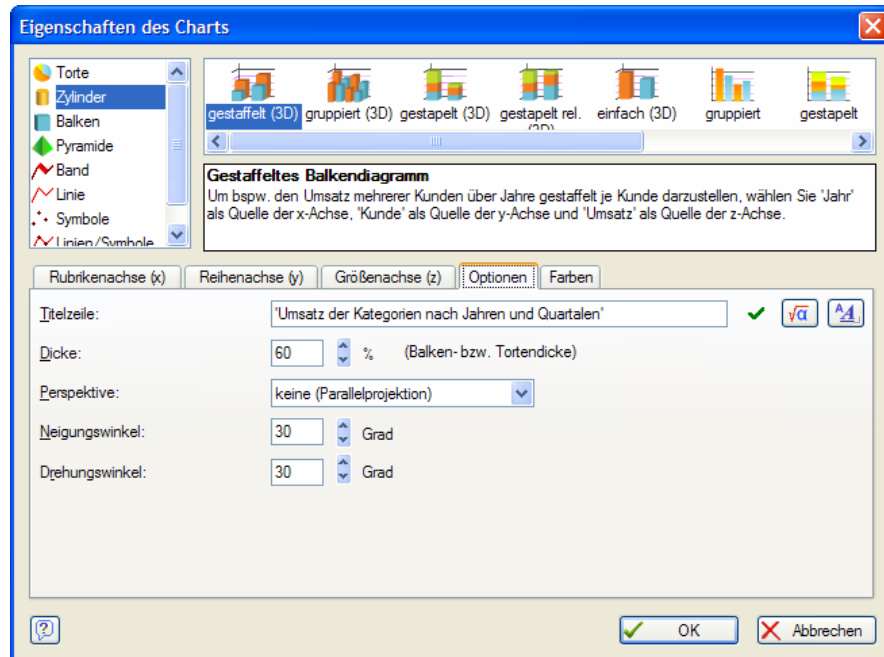 Eigenschaften des Charts
Torte
Zylinder
Balken
Pyramide
Band
Linie
Symbole
Linien/Symbole
gestaffelt (3D)
gruppiert (3D)
gestapelt (3D)
gestapelt rel.
(3D)
einfach (3D)
gruppiert
gestapelt
Gestaffeltes Balkendiagramm
Um bspw. den Umsatz mehrerer Kunden über Jahre gestaffelt je Kunde darzustellen, wählen Sie 'Jahr'
als Quelle der x-Achse, 'Kunde' als Quelle der y-Achse und 'Umsatz' als Quelle der z-Achse.
Rubrikenachse (x)
Reihenachse (y)
Größenachse (z)
Optionen
Farben
Titelzeile:
'Umsatz der Kategorien nach Jahren und Quartalen'
√α
AA
Dicke:
60
%
(Balken- bzw. Tortendicke)
Perspektive:
keine (Parallelprojektion)
Neigungswinkel:
30
Grad
Drehungswinkel:
30
Grad
?
OK
Abbrechen